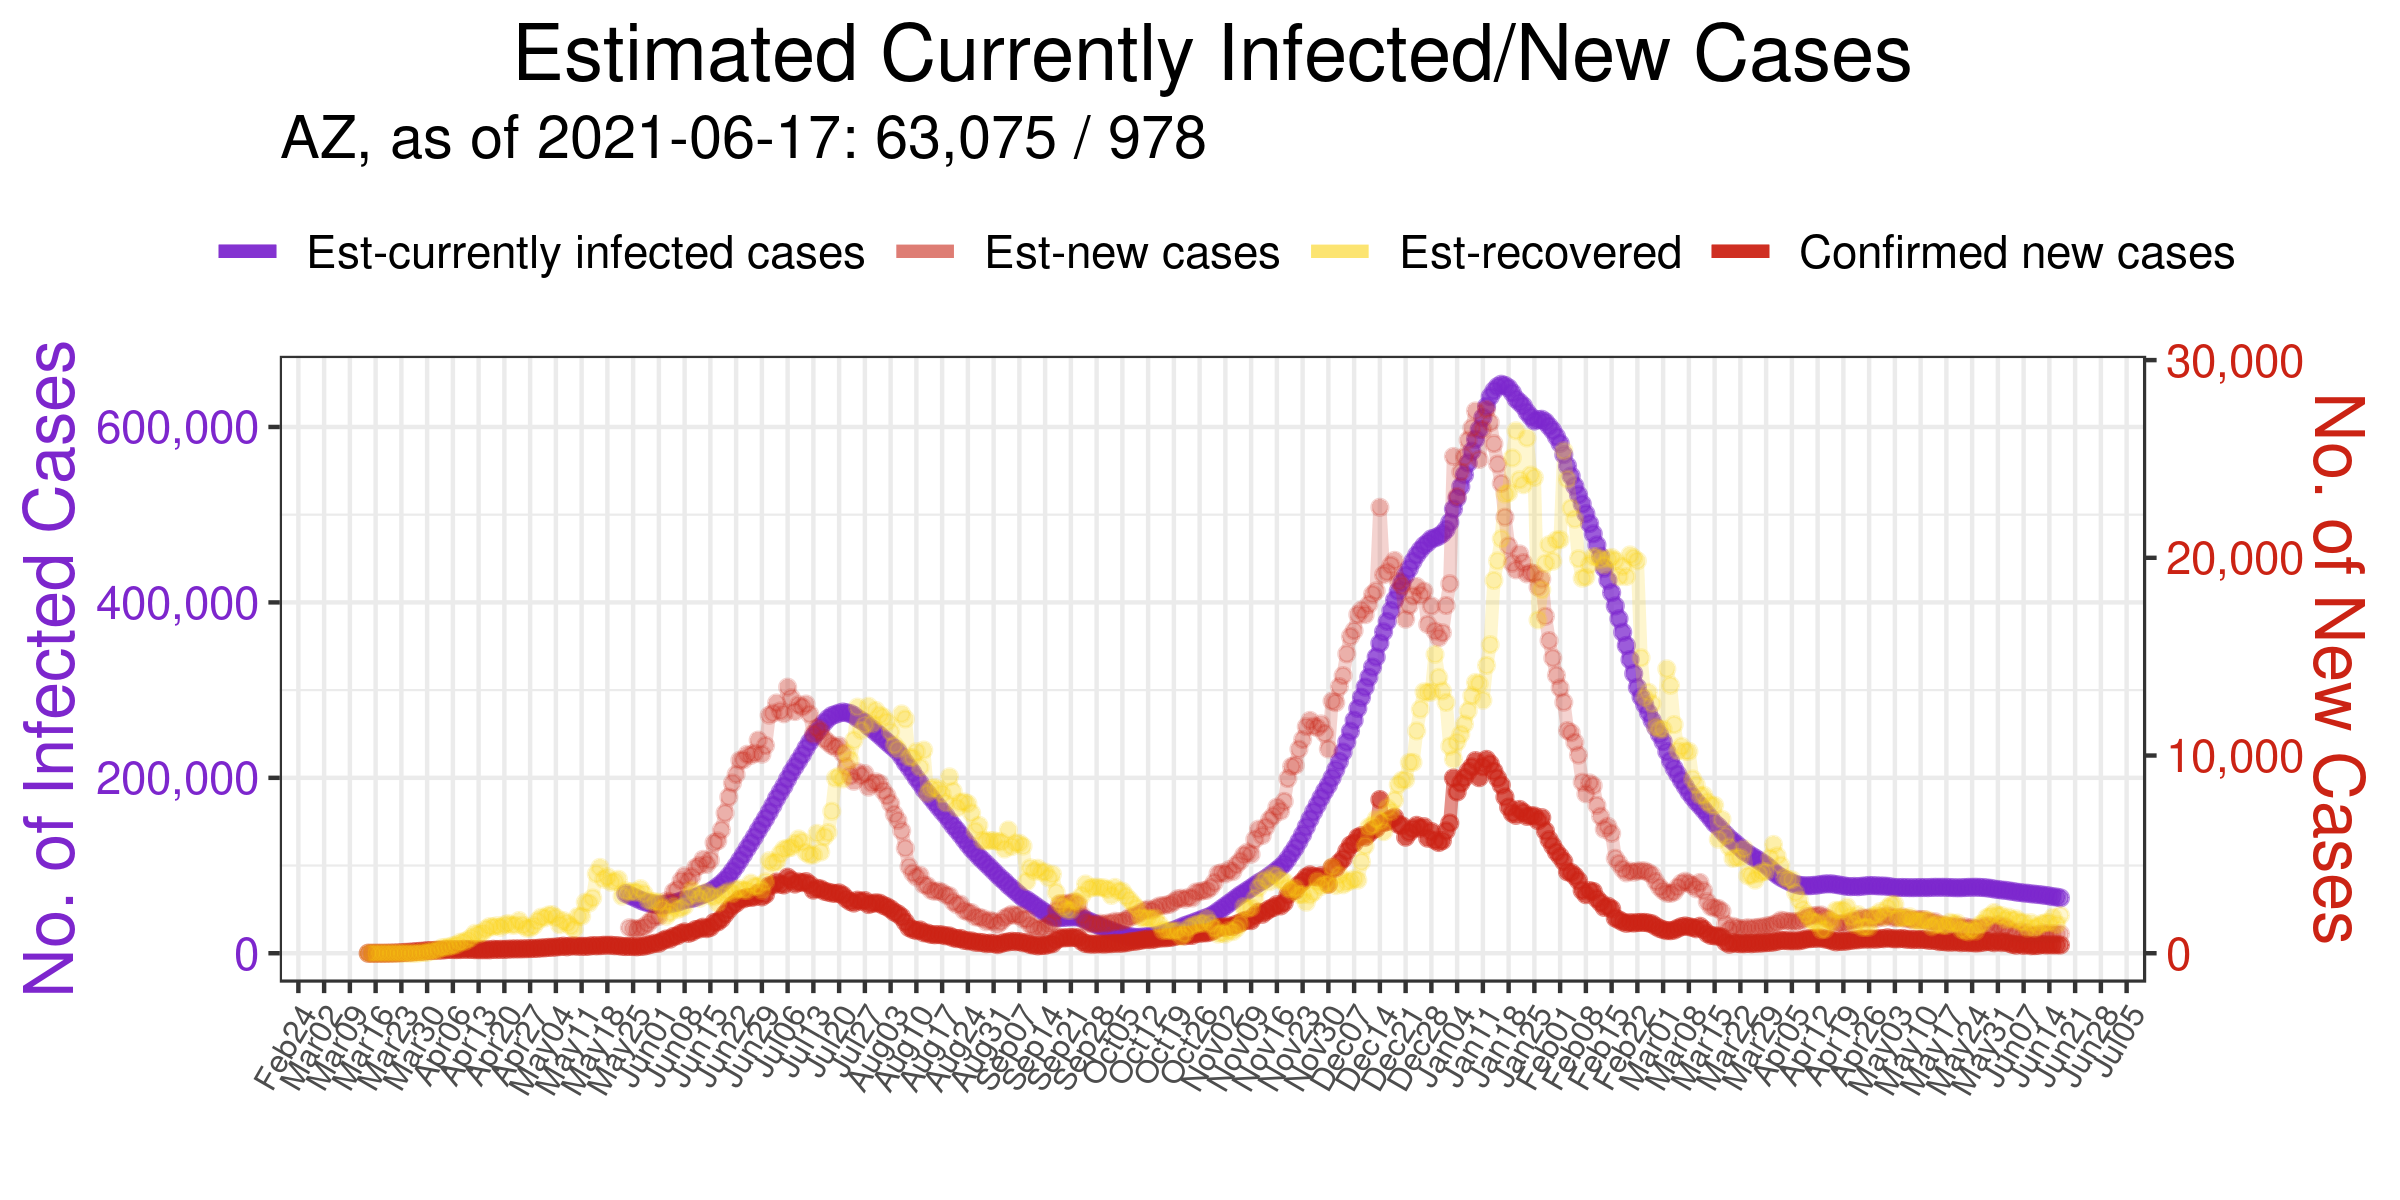 Estimated Currently Infected/New Cases
AZ, as of 2021-06-17: 63,075 / 978
Est-currently infected cases Est-new cases Est-recovered Confirmed new cases
No. of Infected Cases
600,000
400,000
200,000
0
30,000
20,000
10,000
0
No. of New Cases
Feb24 Mar02 Mar09 Mar16 Mar23 Mar30 Apr06 Apr13 Apr20 Apr27 May04 May11 May18 May25 Jun01 Jun08 Jun15 Jun22 Jun29 Jul06 Jul13 Jul20 Jul27 Aug03 Aug10 Aug17 Aug24 Aug31 Sep07 Sep14 Sep21 Sep28 Oct05 Oct12 Oct19 Oct26 Nov02 Nov09 Nov16 Nov23 Nov30 Dec07 Dec14 Dec21 Dec28 Jan04 Jan11 Jan18 Jan25 Feb01 Feb08 Feb15 Feb22 Mar01 Mar08 Mar15 Mar22 Mar29 Apr05 Apr12 Apr19 Apr26 May03 May10 May17 May24 May31 Jun07 Jun14 Jun21 Jun28 Jul05